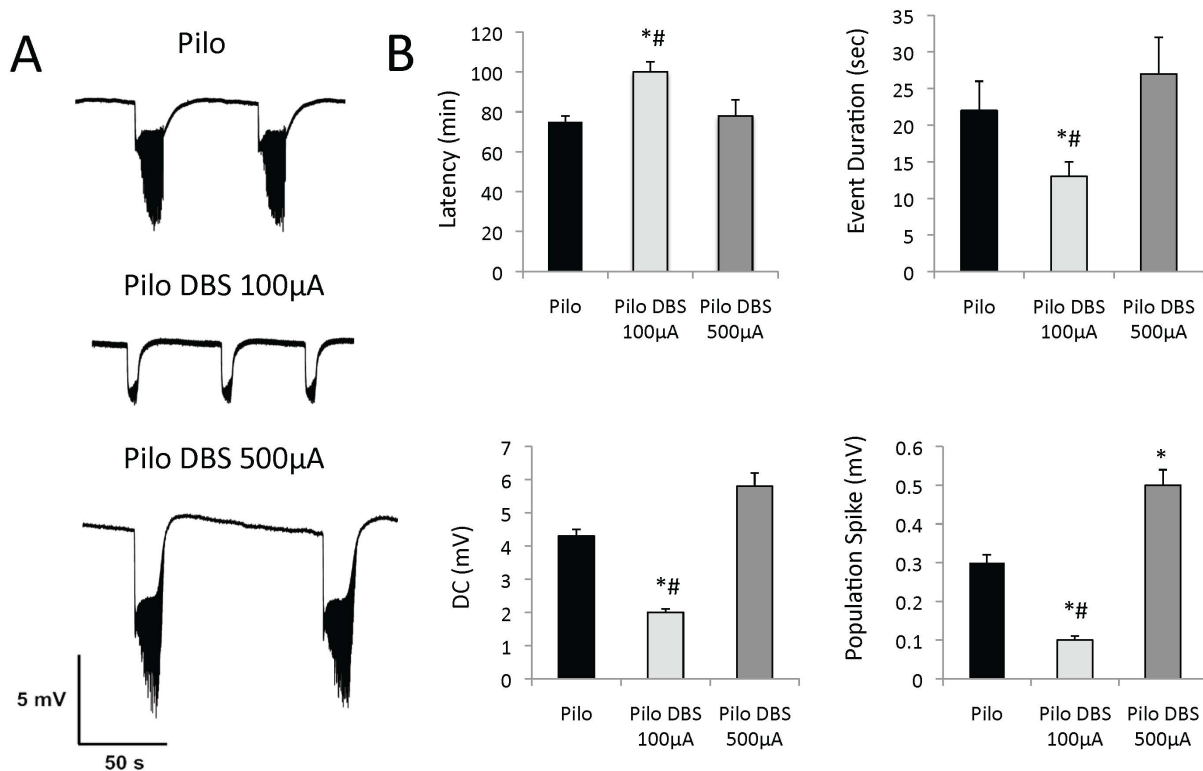 A
Pilo
Pilo DBS 100µA
Pilo DBS 500µA
5 mV
50 s
B
Latency (min)
120
100
80
60
40
20
0
*#
Pilo
Pilo DBS
100µA
Pilo DBS
500µA
Event Duration (sec)
35
30
25
20
15
10
5
0
*#
Pilo
Pilo DBS
100µA
Pilo DBS
500µA
DC (mV)
7
6
5
4
3
2
1
0
*#
Pilo
Pilo DBS
100µA
Pilo DBS
500µA
Population Spike (mV)
0.6
0.5
0.4
0.3
0.2
0.1
0
*#
*
Pilo
Pilo DBS
100µA
Pilo DBS
500µA